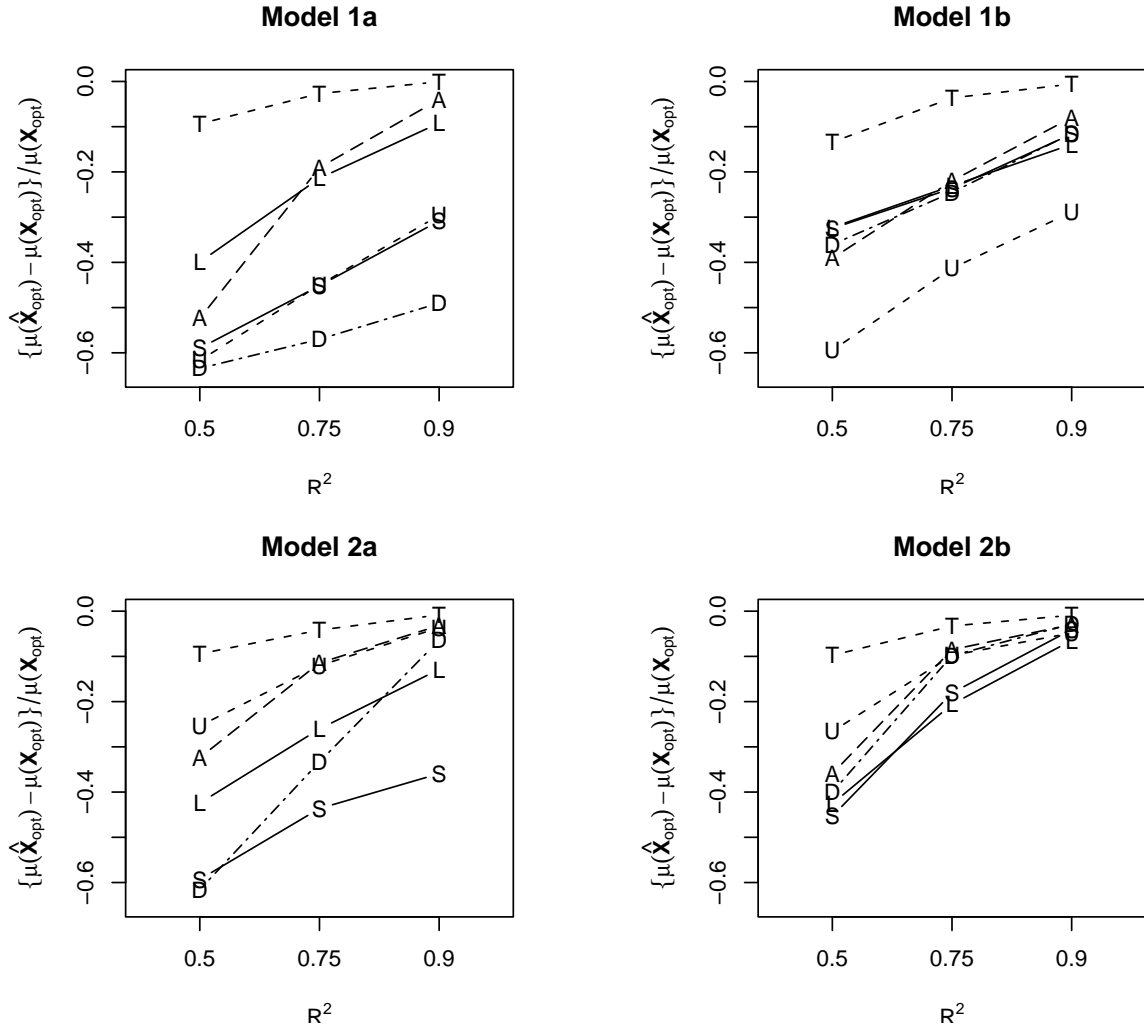 Model 1a
{μ(X̂opt)−μ(Xopt)}/μ(Xopt)
0.0
−0.2
−0.4
−0.6
T T T
A A A
L L L
U U U
S S S
D D D
0.5 0.75 0.9
R²
Model 1b
{μ(X̂opt)−μ(Xopt)}/μ(Xopt)
0.0
−0.2
−0.4
−0.6
T T T
A A A
L L L
S S S
D D D
U U U
0.5 0.75 0.9
R²
Model 2a
{μ(X̂opt)−μ(Xopt)}/μ(Xopt)
0.0
−0.2
−0.4
−0.6
T T T
U U U
A A A
L L L
D D D
S S S
0.5 0.75 0.9
R²
Model 2b
{μ(X̂opt)−μ(Xopt)}/μ(Xopt)
0.0
−0.2
−0.4
−0.6
T T T
U U U
A A A
D D D
L L L
S S S
0.5 0.75 0.9
R²